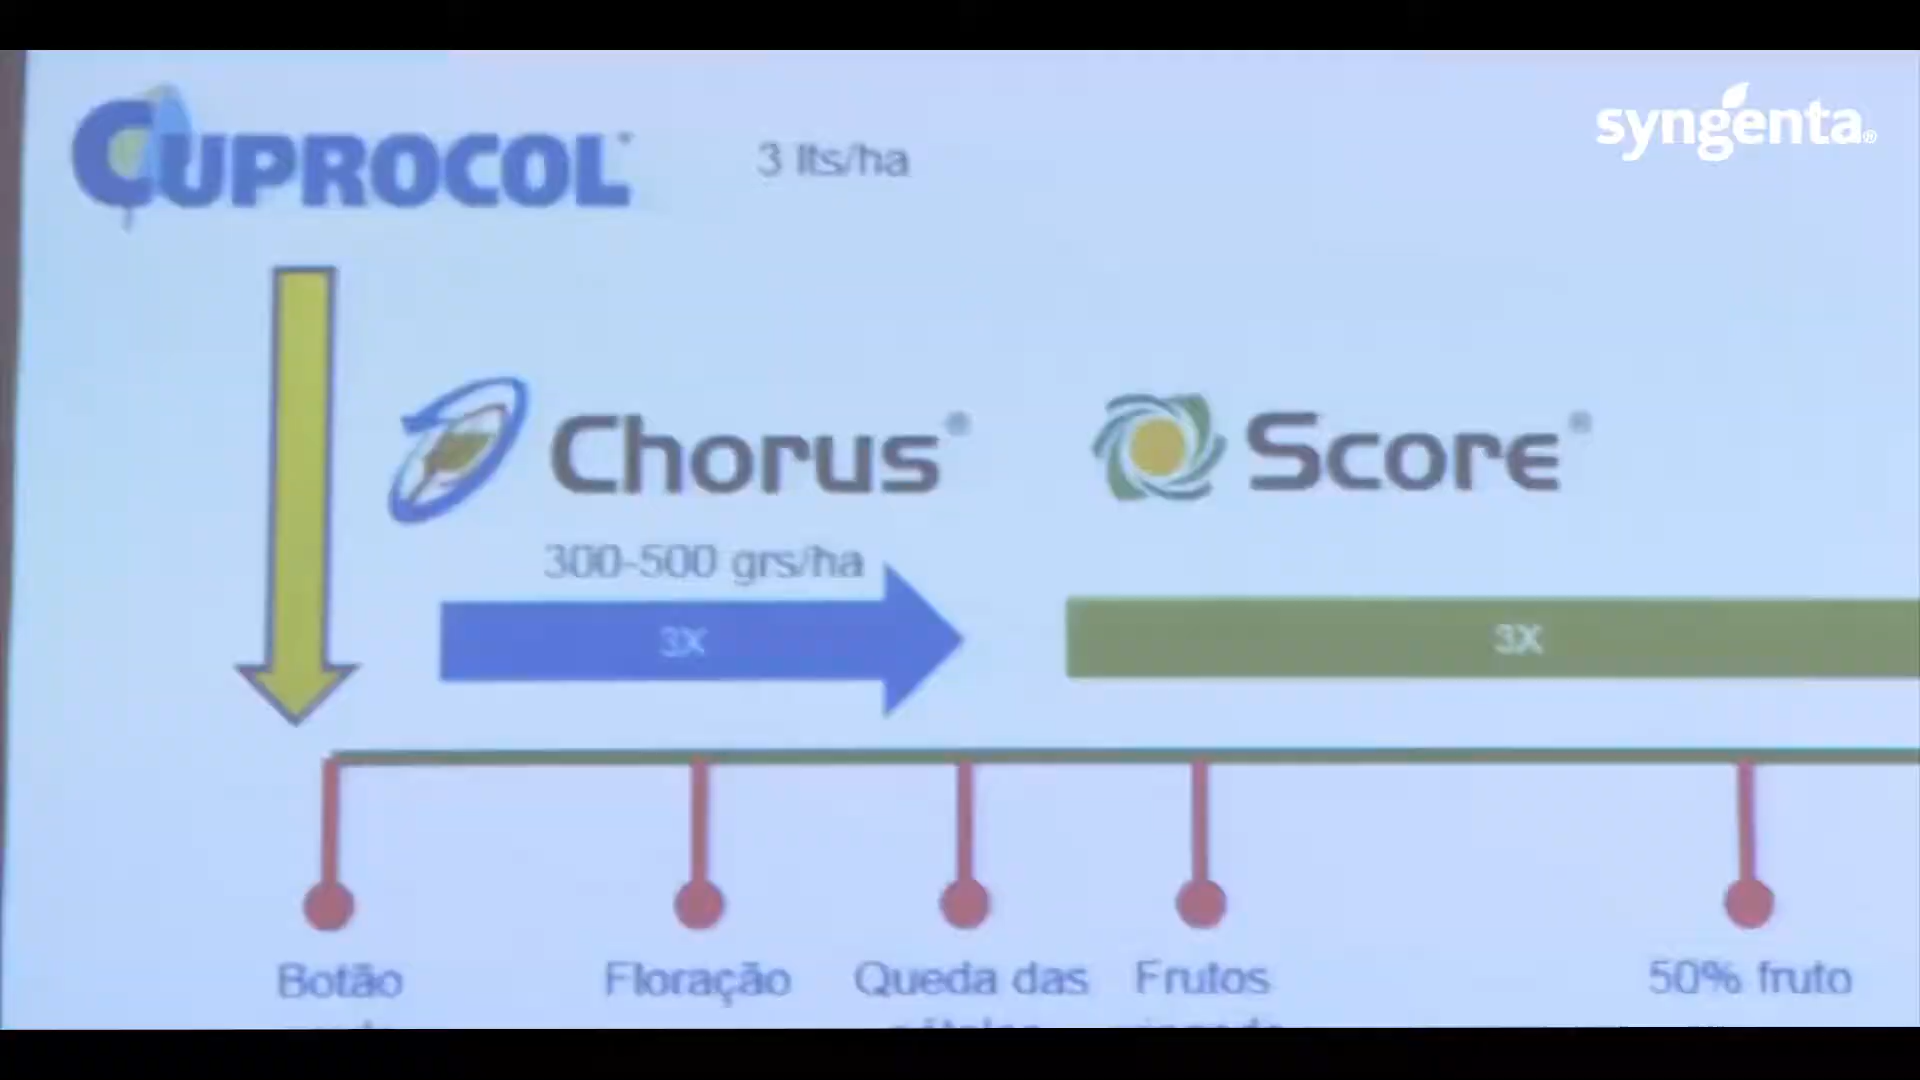 CUPROCOL
3 lts/ha
syngenta®
Chorus®
Score®
300-500 grs/ha
3X
3X
Botão
Floração
Queda das
Frutos
50% fruto